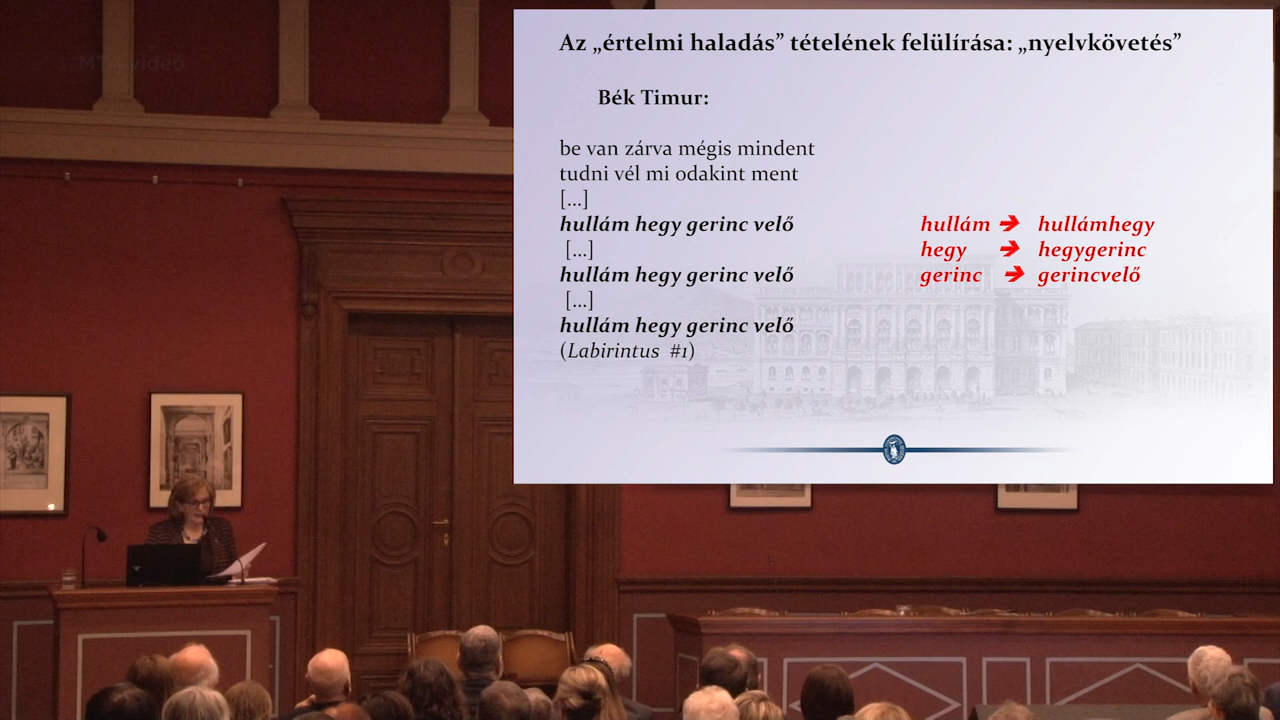 MTA videó
Az „értelmi haladás” tételének felülírása: „nyelvkövetés”
Bék Timur:
be van zárva mégis mindent
tudni vél mi odakint ment
[...]
hullám hegy gerinc velő hullám ➔ hullámhegy
[...] hegy ➔ hegygerinc
hullám hegy gerinc velő gerinc ➔ gerincvelő
[...]
hullám hegy gerinc velő
(Labirintus #1)